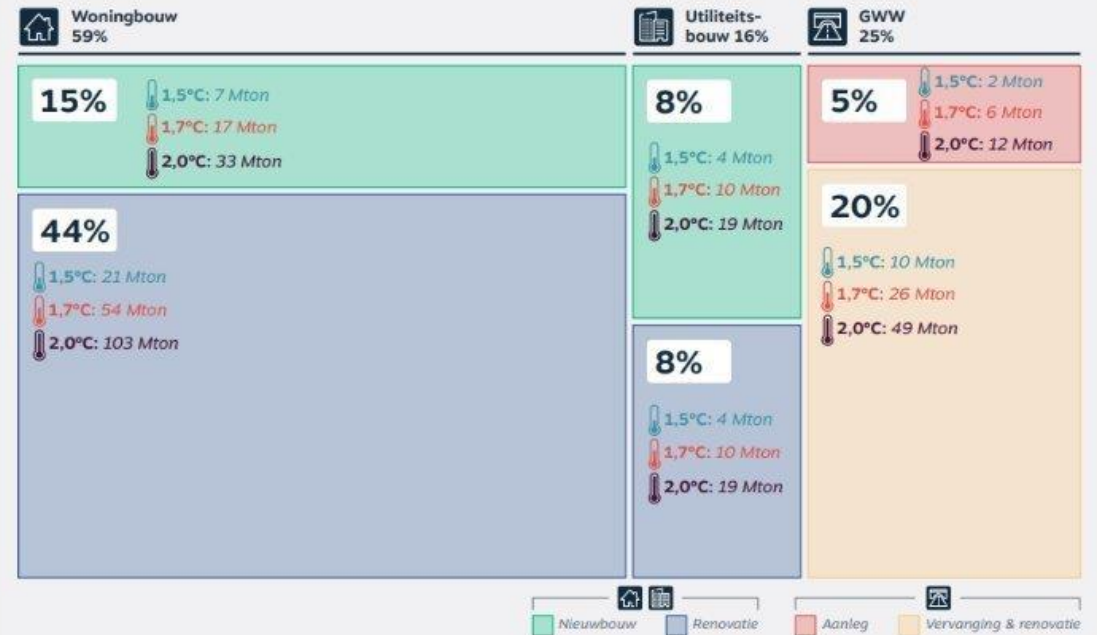 Woningbouw
59%
Utiliteits-
bouw 16%
GWW
25%
15%
1,5°C: 7 Mton
1,7°C: 17 Mton
2,0°C: 33 Mton
8%
1,5°C: 4 Mton
1,7°C: 10 Mton
2,0°C: 19 Mton
5%
1,5°C: 2 Mton
1,7°C: 6 Mton
2,0°C: 12 Mton
44%
1,5°C: 21 Mton
1,7°C: 54 Mton
2,0°C: 103 Mton
8%
1,5°C: 4 Mton
1,7°C: 10 Mton
2,0°C: 19 Mton
20%
1,5°C: 10 Mton
1,7°C: 26 Mton
2,0°C: 49 Mton
Nieuwbouw
Renovatie
Aanleg
Vervanging & renovatie